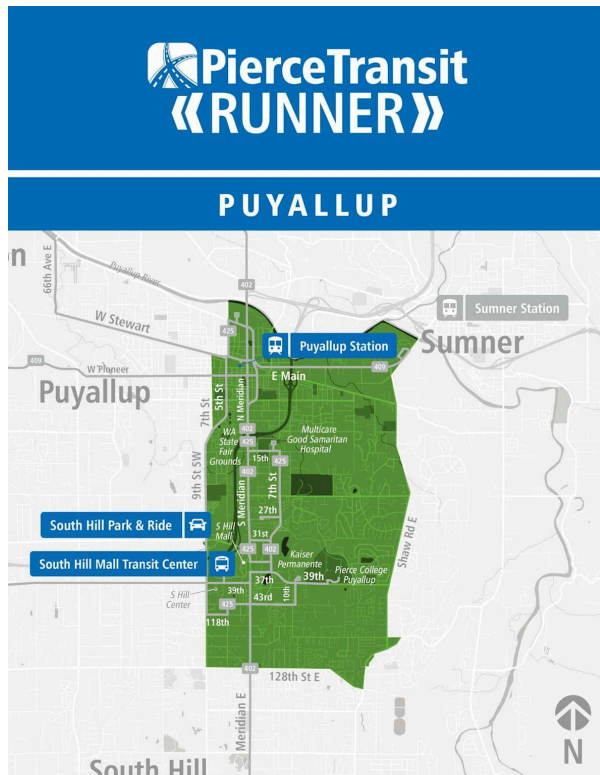 PierceTransit
RUNNER
PUYALLUP
n
66th Ave E
Puyallup River
402
W Stewart
425
Sumner Station
Puyallup Station
Sumner
409
W Pioneer
409
E Main
Puyallup
7th St
5th St
N Meridian
402
WA
State
Fair
Grounds
425
Multicare
Good Samaritan
Hospital
15th
425
402
9th St SW
S Meridian
7th St
27th
South Hill Park & Ride
S Hill
Mall
31st
Shaw Rd E
425
402
South Hill Mall Transit Center
Kaiser
Permanente
37th
39th
Pierce College
Puyallup
S Hill
Center
39th
43rd
10th
425
118th
402
128th St E
Meridian E
N
South Hill